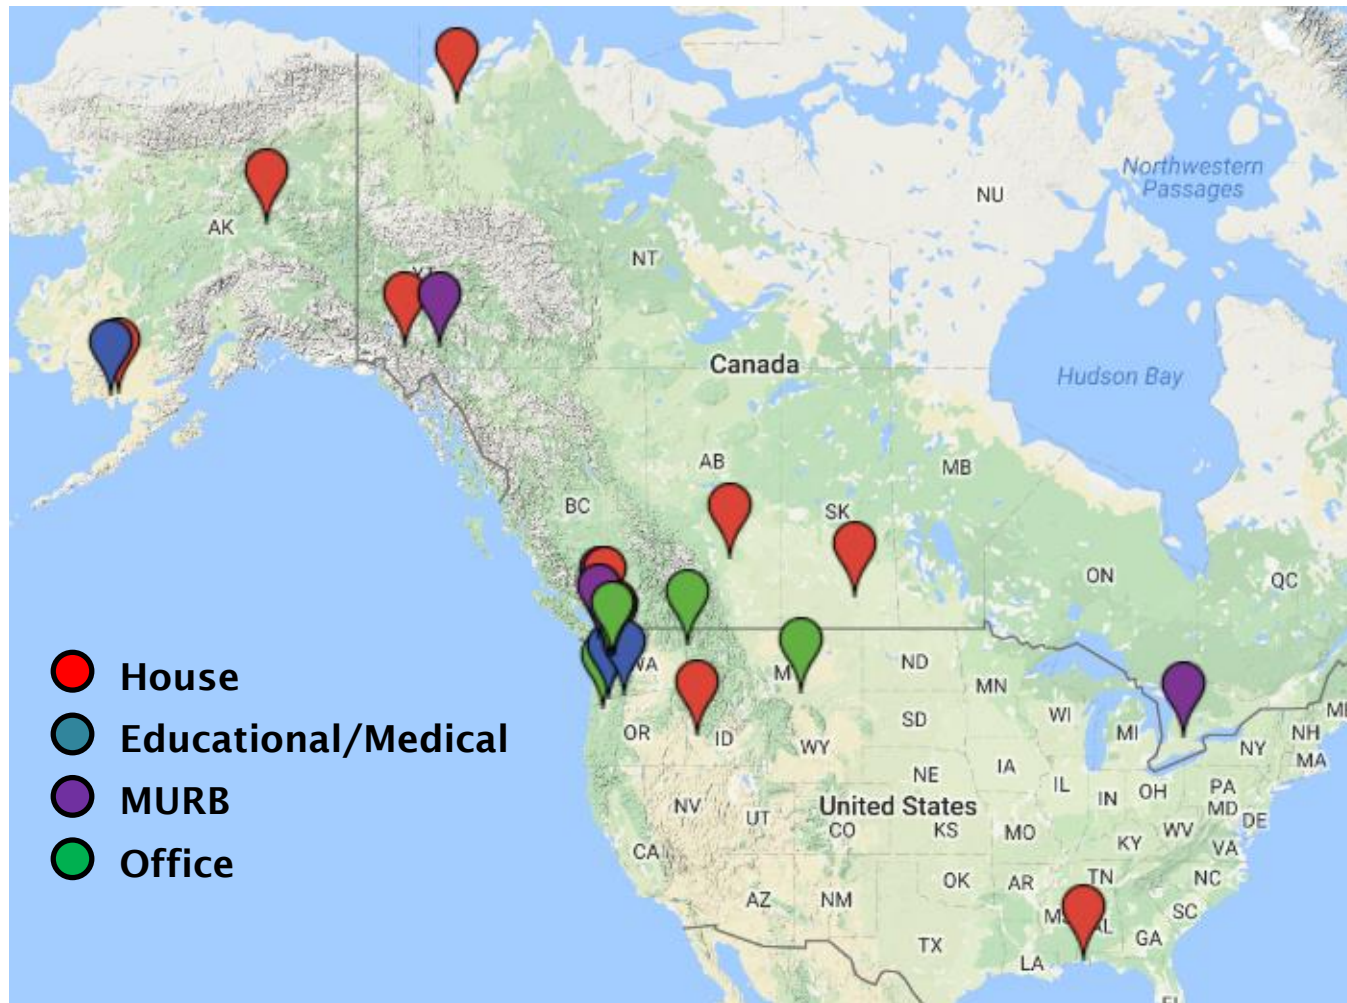 Northwestern
Passages
NU
AK
NT
Canada
Hudson Bay
AB
MB
BC
SK
ON
QC
WA
ND
MN
OR
ID
SD
WI
MI
NH
NY
MA
WY
NE
IA
IL
IN
OH
PA
MD
DE
NV
UT
United States
CO
KS
MO
KY
WV
VA
CA
OK
AR
TN
NC
AZ
NM
SC
AL
GA
TX
LA
House
Educational/Medical
MURB
Office